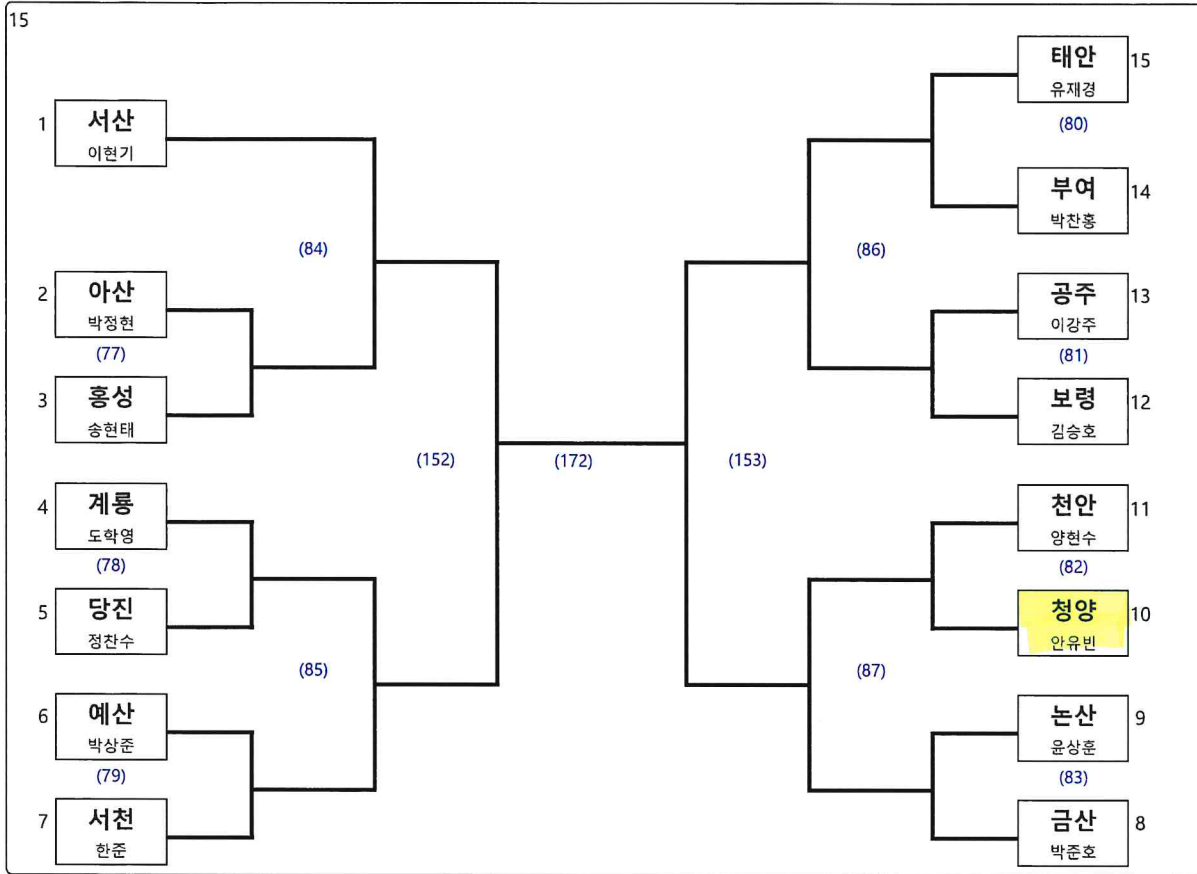 15
1
서산
이현기
(84)
2
아산
박정현
(77)
3
홍성
송현태
(152)
4
계룡
도학영
(78)
5
당진
정찬수
(85)
6
예산
박상준
(79)
7
서천
한준
(172)
태안
유재경
15
(80)
부여
박찬홍
14
(86)
공주
이강주
13
(81)
보령
김승호
12
(153)
천안
양현수
11
(82)
청양
안유빈
10
(87)
논산
윤상훈
9
(83)
금산
박준호
8